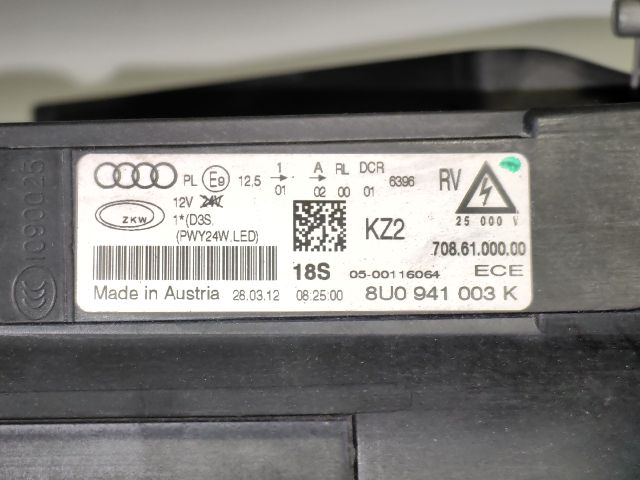 PL E9 12,5 1 A RL DCR
01 02 00 01 6396 RV
12V 24V
ZKW 1*(D3S,
(PWY24W,LED) KZ2
25 000 V
708.61.000.00
18S 05-00116064 ECE
Made in Austria 28.03.12 08:25:00 8U0 941 003 K
1090025
CCC